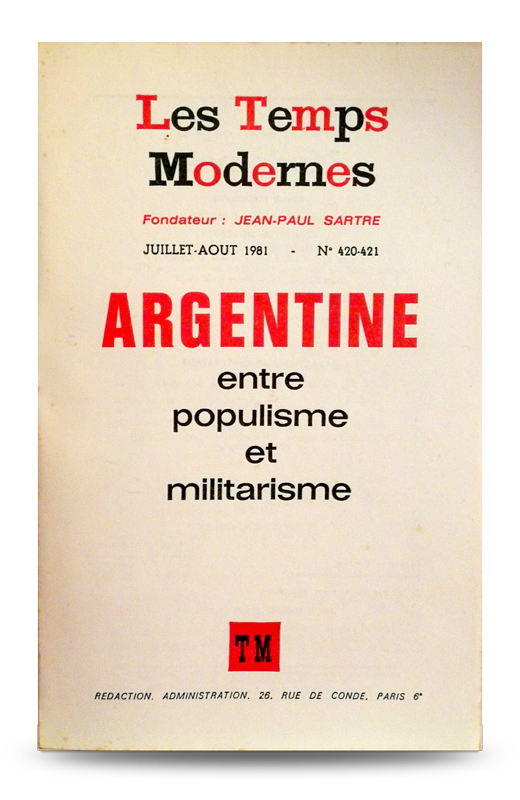 Les Temps
Modernes
Fondateur : JEAN-PAUL SARTRE
JUILLET-AOUT 1981 - N° 420-421
ARGENTINE
entre
populisme
et
militarisme
TM
REDACTION, ADMINISTRATION, 26, RUE DE CONDE, PARIS 6e